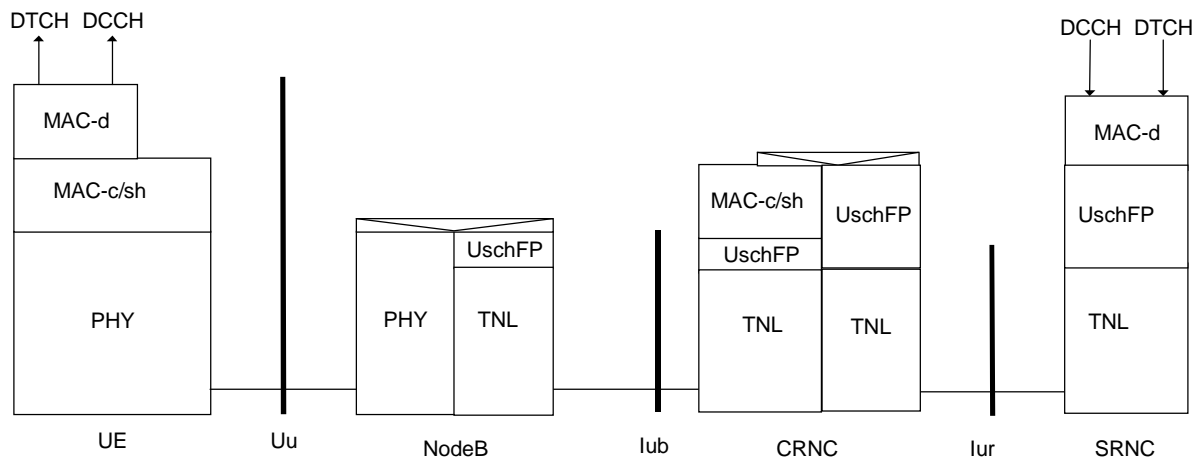 DTCH DCCH
DCCH DTCH
MAC-d
MAC-d
MAC-c/sh
MAC-c/sh
UschFP
UschFP
UschFP
UschFP
PHY
PHY
TNL
TNL
TNL
TNL
UE
Uu
NodeB
Iub
CRNC
Iur
SRNC